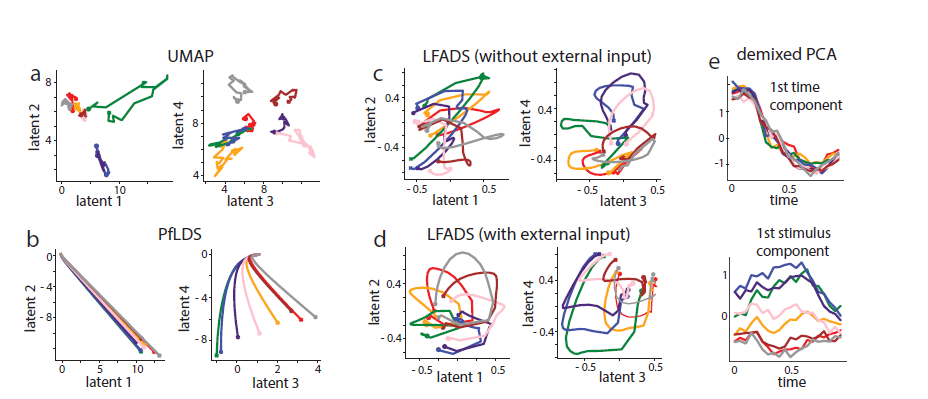 UMAP
LFADS (without external input)
demixed PCA
a
c
e
8
4
latent 2
0
10
latent 1
8
4
latent 4
4
8
latent 3
0.4
- 0.4
latent 2
- 0.5
0.5
latent 1
0.4
- 0.4
latent 4
- 0.5
0.5
latent 3
1st time
component
1
0
-1
0
0.5
time
b
PfLDS
d
LFADS (with external input)
1st stimulus
component
0
- 4
- 8
latent 2
0
5
10
latent 1
0
- 4
- 8
latent 4
0
2
4
latent 3
0.4
-0.4
latent 2
-0.5
0.5
latent 1
0.4
- 0.4
latent 4
-0.5
0.5
latent 3
1
0
0
0.5
time